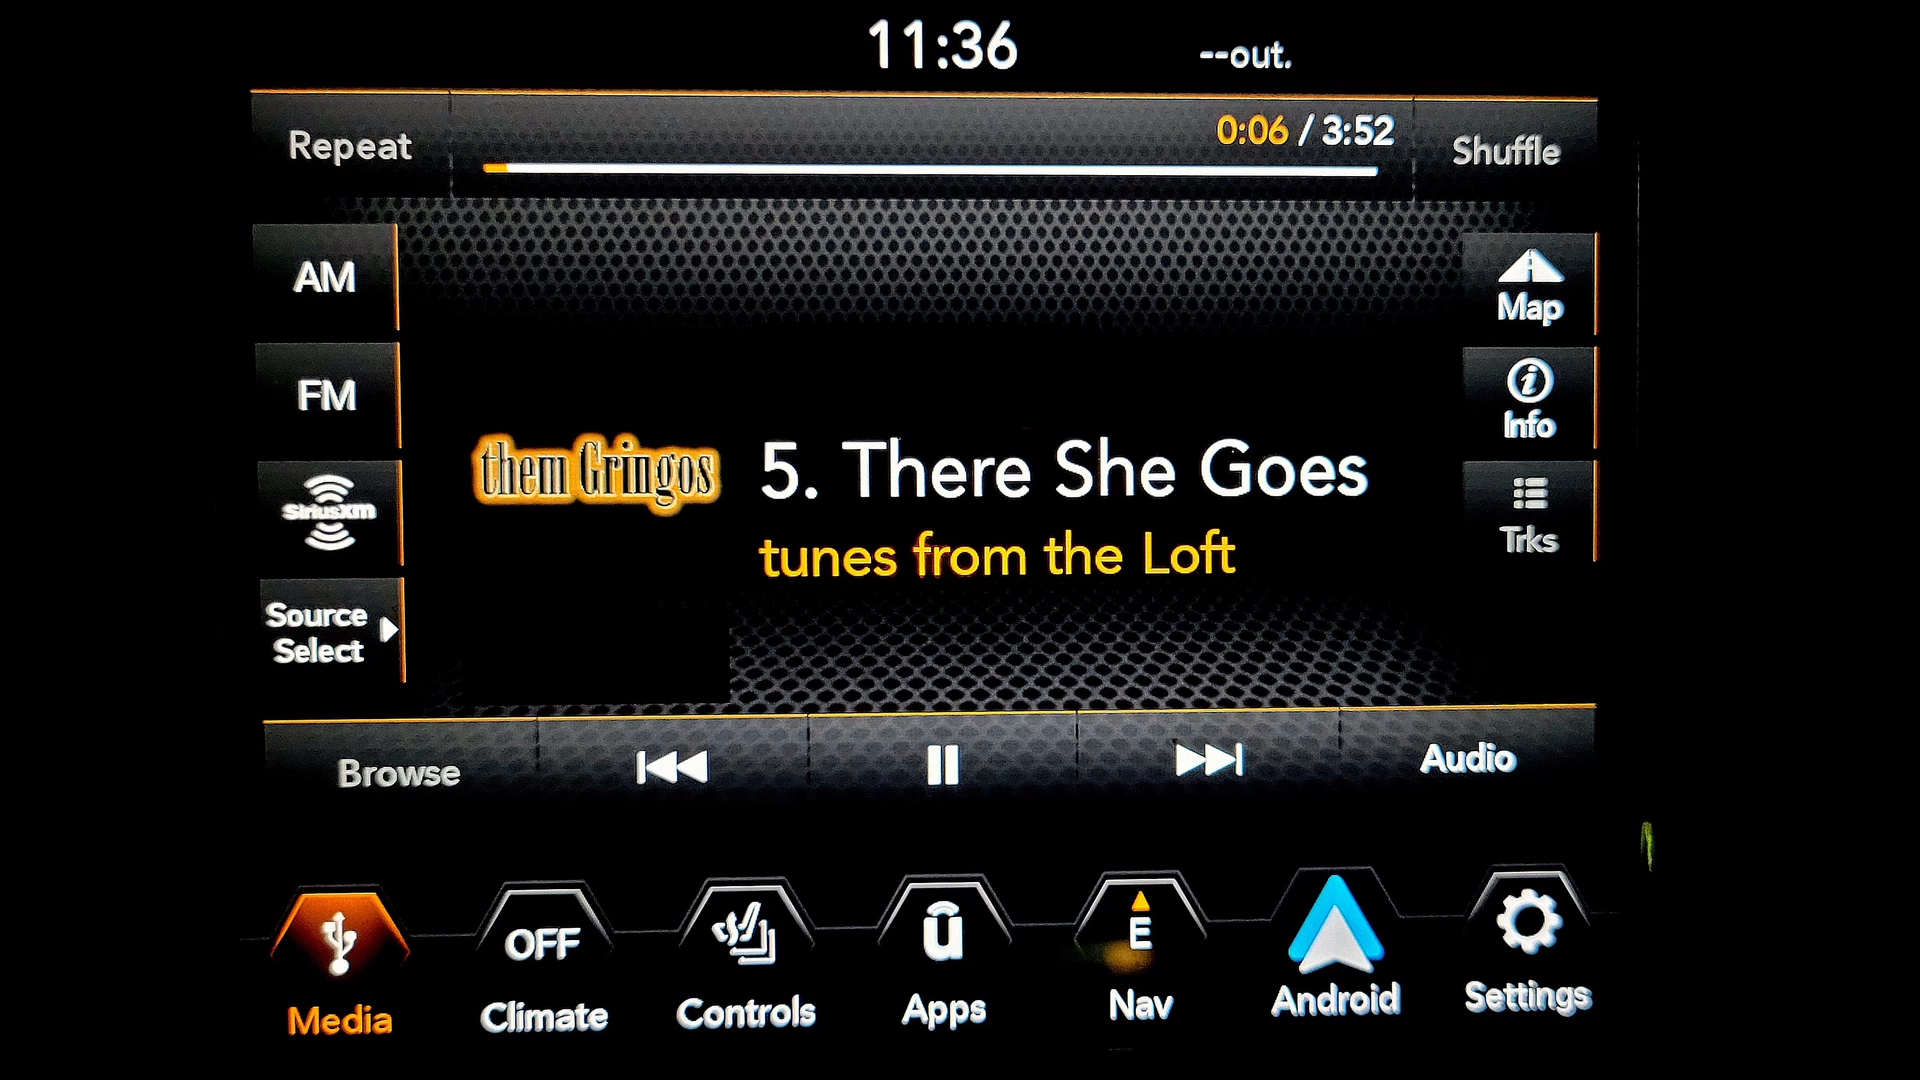 11:36
--out.
Repeat
0:06 / 3:52
Shuffle
AM
FM
SiriusXM
Source
Select
Map
Info
Trks
them Gringos
5. There She Goes
tunes from the Loft
Browse
Audio
OFF
E
Media
Climate
Controls
Apps
Nav
Android
Settings